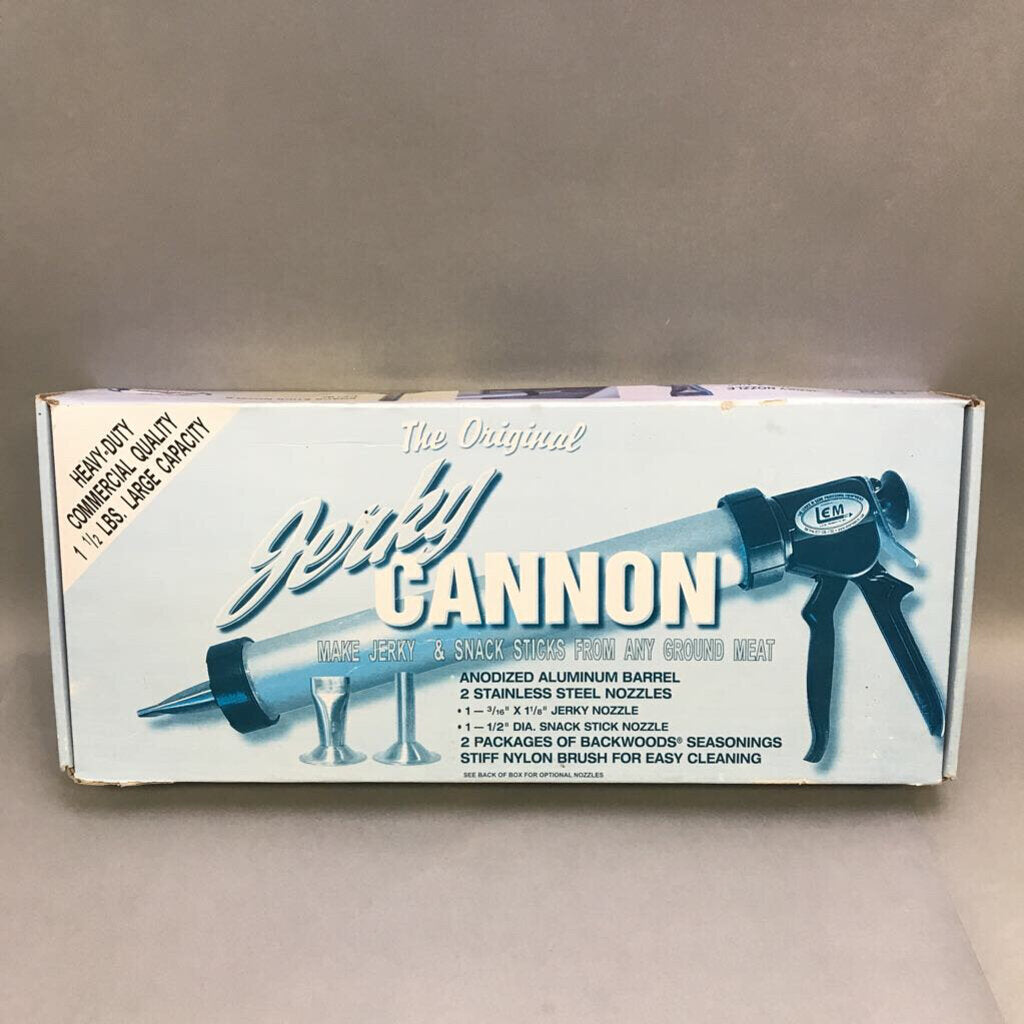 HEAVY-DUTY
COMMERCIAL QUALITY
1 1/2 LBS. LARGE CAPACITY
The Original
Jerky
CANNON®
LEM
MAKE JERKY & SNACK STICKS FROM ANY GROUND MEAT
ANODIZED ALUMINUM BARREL
2 STAINLESS STEEL NOZZLES
• 1 — 3/16" X 1 1/8" JERKY NOZZLE
• 1 — 1/2" DIA. SNACK STICK NOZZLE
2 PACKAGES OF BACKWOODS® SEASONINGS
STIFF NYLON BRUSH FOR EASY CLEANING
SEE BACK OF BOX FOR OPTIONAL NOZZLES